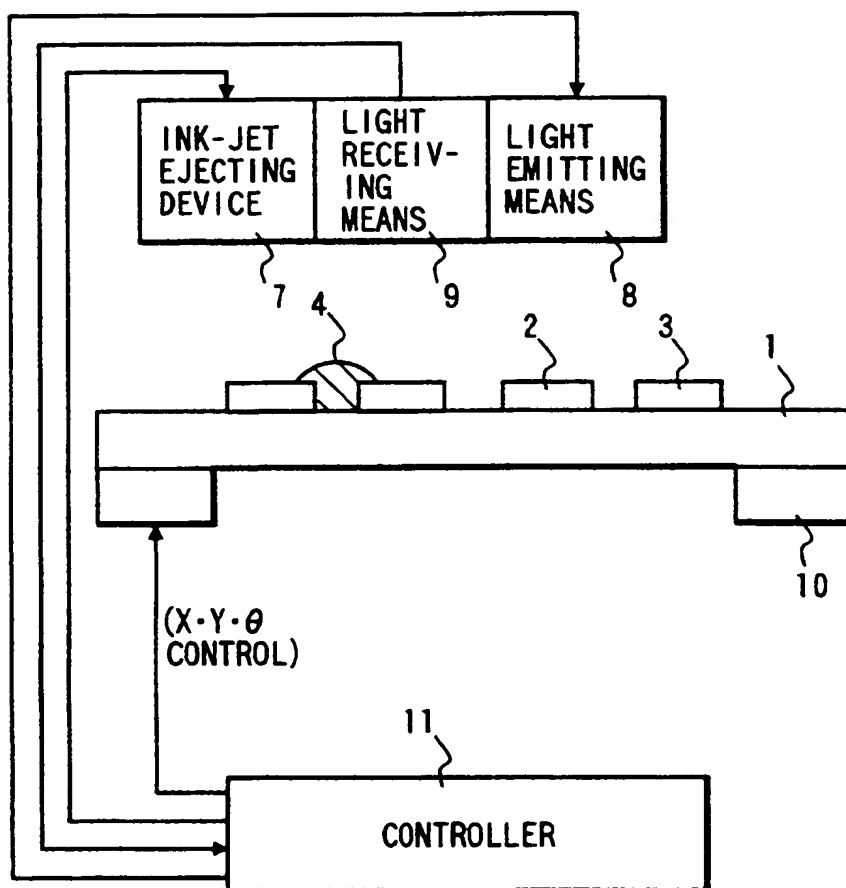 INK-JET
EJECTING
DEVICE
LIGHT
RECEIV-
ING
MEANS
LIGHT
EMITTING
MEANS
7
9
8
4
2
3
1
10
(X·Y·θ
CONTROL)
11
CONTROLLER